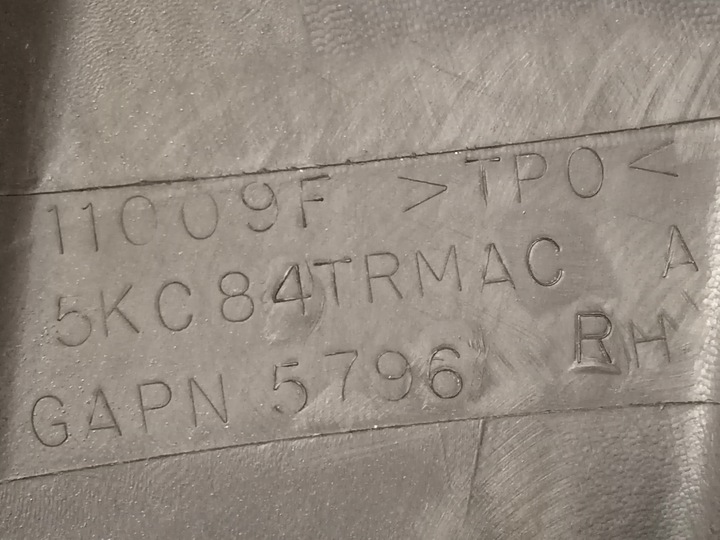 11009F >TPO<
5KC84TRMAC A
GAPN 5796 RH